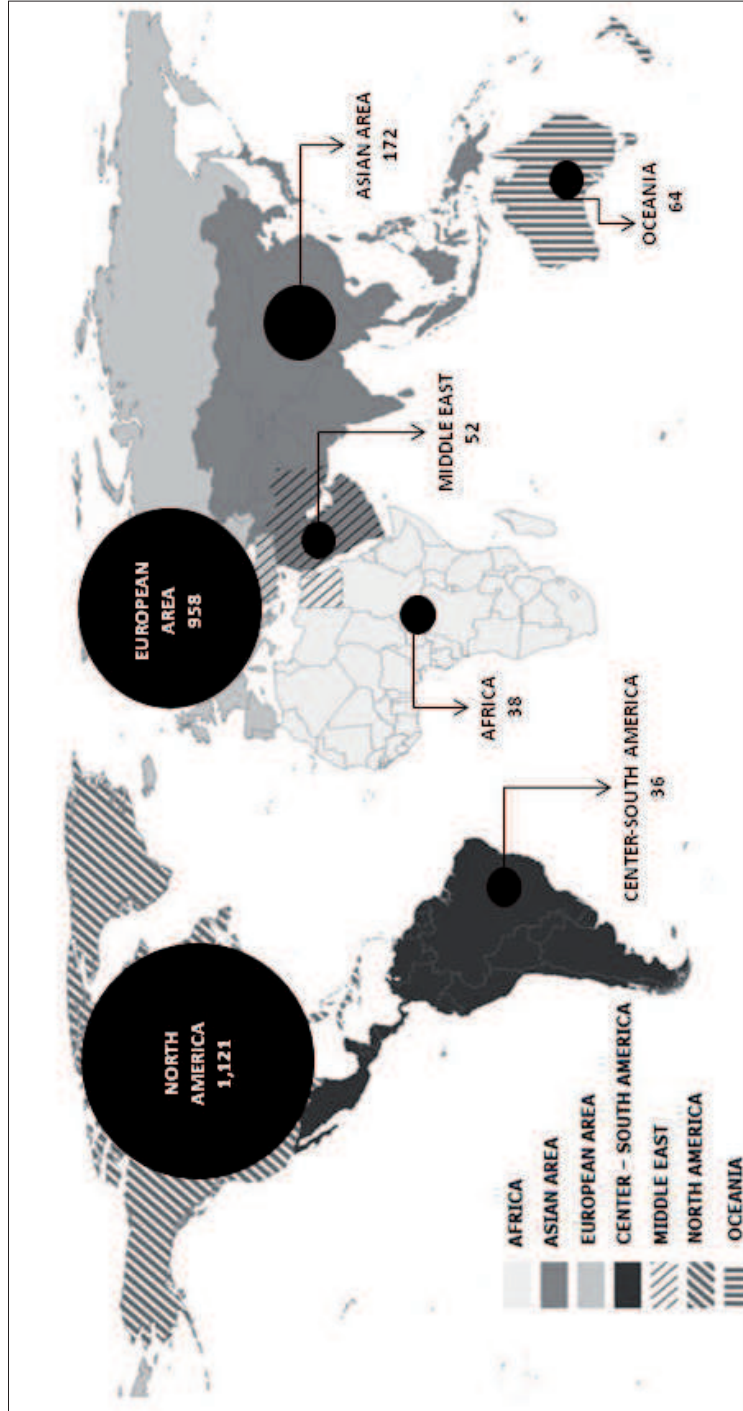 NORTH
AMERICA
1,121
EUROPEAN
AREA
958
ASIAN AREA
172
MIDDLE EAST
52
OCEANIA
64
AFRICA
38
CENTER-SOUTH AMERICA
36
AFRICA
ASIAN AREA
EUROPEAN AREA
CENTER – SOUTH AMERICA
MIDDLE EAST
NORTH AMERICA
OCEANIA